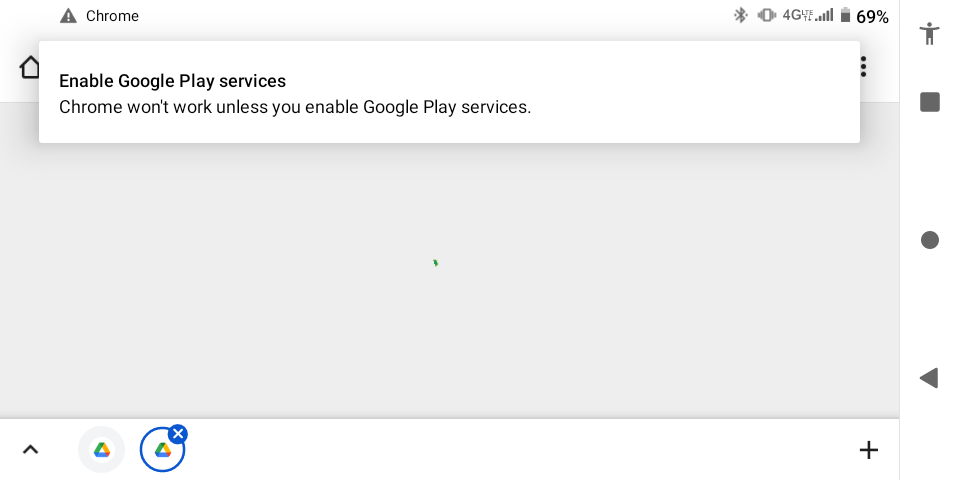 Chrome
4G LTE 69%
Enable Google Play services
Chrome won't work unless you enable Google Play services.